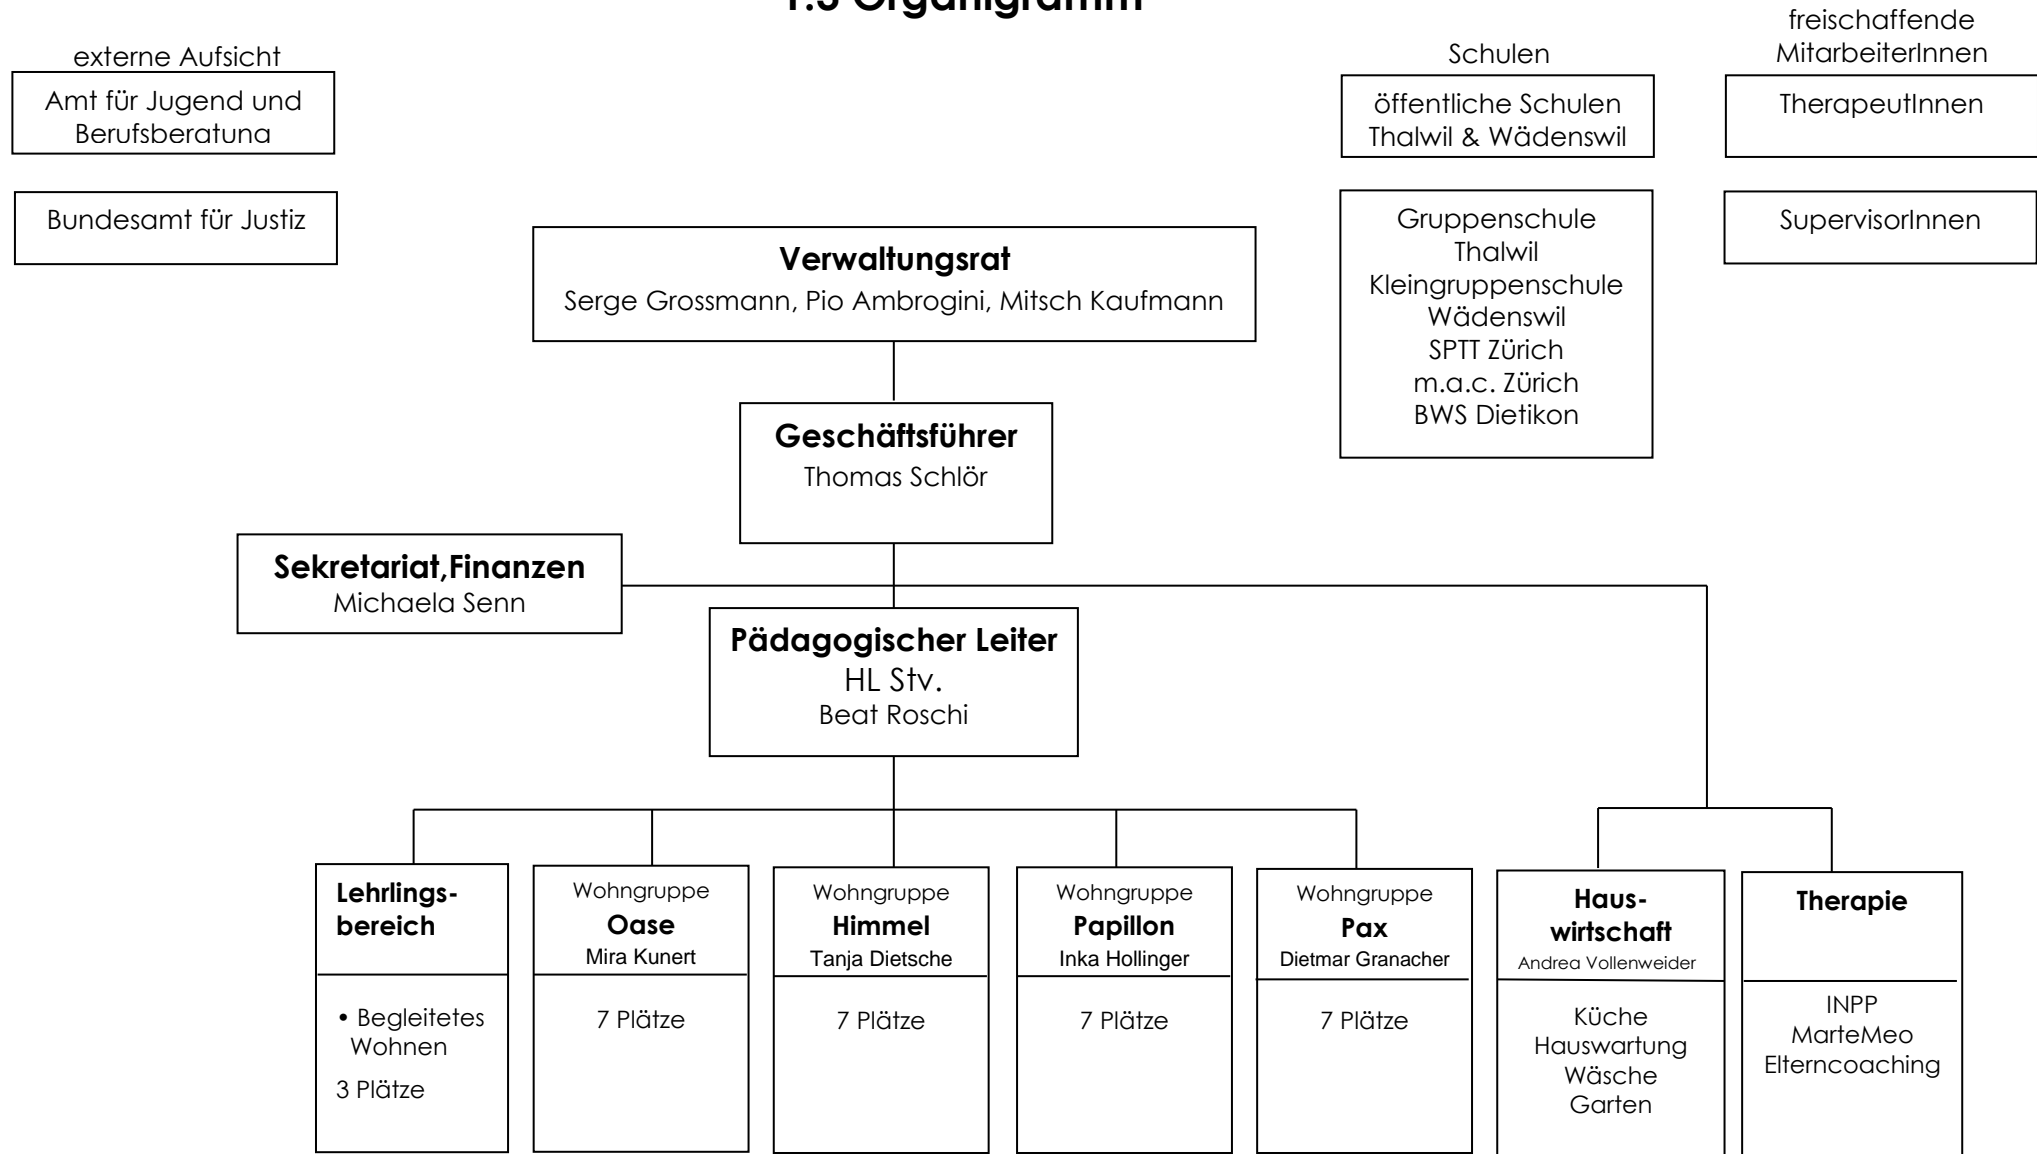 1.3 Organigramm
externe Aufsicht
Amt für Jugend und
Berufsberatuna
Bundesamt für Justiz
Schulen
öffentliche Schulen
Thalwil & Wädenswil
Gruppenschule
Thalwil
Kleingruppenschule
Wädenswil
SPTT Zürich
m.a.c. Zürich
BWS Dietikon
freischaffende
MitarbeiterInnen
TherapeutInnen
SupervisorInnen
Verwaltungsrat
Serge Grossmann, Pio Ambrogini, Mitsch Kaufmann
Geschäftsführer
Thomas Schlör
Sekretariat,Finanzen
Michaela Senn
Pädagogischer Leiter
HL Stv.
Beat Roschi
Lehrlings-
bereich
• Begleitetes
Wohnen
3 Plätze
Wohngruppe
Oase
Mira Kunert
7 Plätze
Wohngruppe
Himmel
Tanja Dietsche
7 Plätze
Wohngruppe
Papillon
Inka Hollinger
7 Plätze
Wohngruppe
Pax
Dietmar Granacher
7 Plätze
Haus-
wirtschaft
Andrea Vollenweider
Küche
Hauswartung
Wäsche
Garten
Therapie
INPP
MarteMeo
Elterncoaching